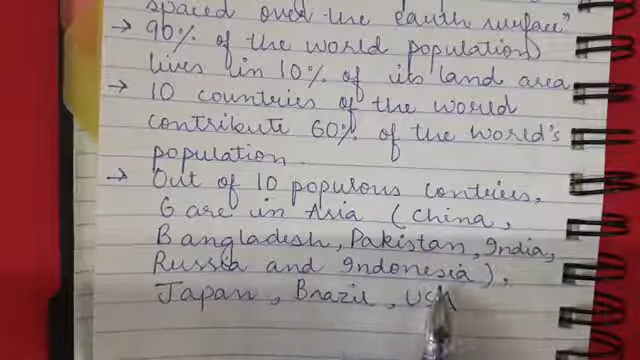 spaced over the earth surface"
→ 90% of the world population
lives in 10% of its land area
→ 10 countries of the world
contribute 60% of the world's
population.
→ Out of 10 populous contries,
6 are in Asia (China,
Bangladesh, Pakistan, India,
Russia and Indonesia),
Japan, Brazil, USA